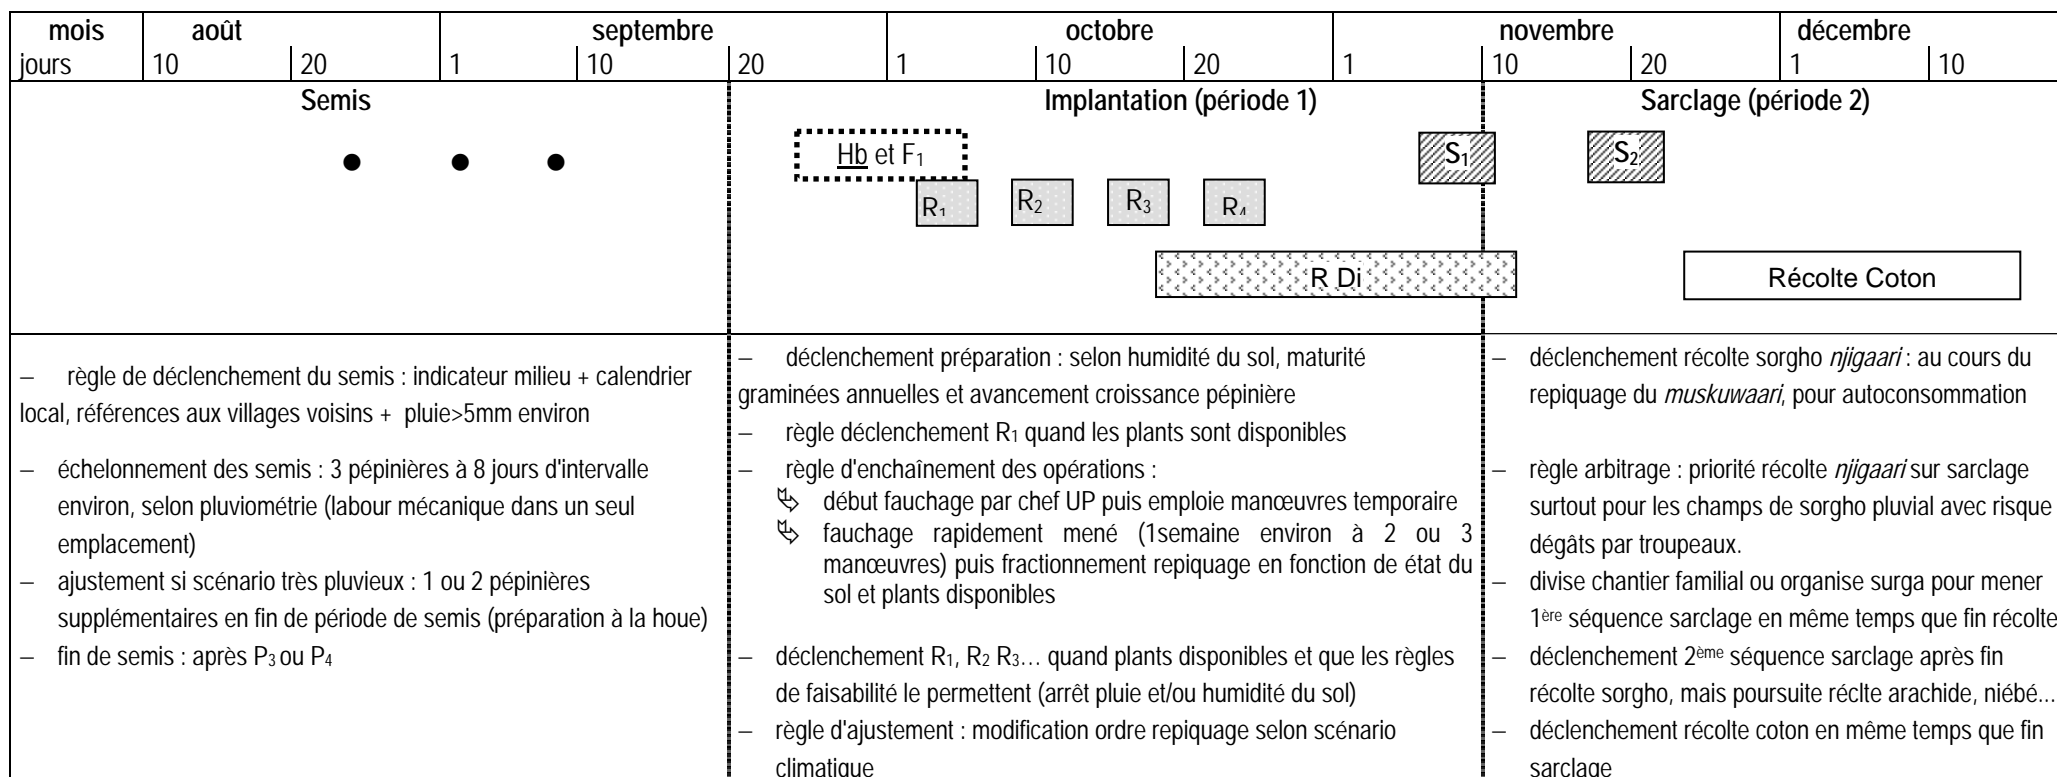 mois août septembre octobre novembre décembre
jours 10 20 1 10 20 1 10 20 1 10 20 1 10
Semis Implantation (période 1) Sarclage (période 2)
Hb et F1 S1 S2
R1 R2 R3 R4
R Di Récolte Coton
– règle de déclenchement du semis : indicateur milieu + calendrier
local, références aux villages voisins + pluie>5mm environ
– échelonnement des semis : 3 pépinières à 8 jours d'intervalle
environ, selon pluviométrie (labour mécanique dans un seul
emplacement)
– ajustement si scénario très pluvieux : 1 ou 2 pépinières
supplémentaires en fin de période de semis (préparation à la houe)
– fin de semis : après P3 ou P4
– déclenchement préparation : selon humidité du sol, maturité
graminées annuelles et avancement croissance pépinière
– règle déclenchement R1 quand les plants sont disponibles
– règle d'enchaînement des opérations :
début fauchage par chef UP puis emploie manœuvres temporaire
fauchage rapidement mené (1semaine environ à 2 ou 3
manœuvres) puis fractionnement repiquage en fonction de état du
sol et plants disponibles
– déclenchement R1, R2 R3… quand plants disponibles et que les règles
de faisabilité le permettent (arrêt pluie et/ou humidité du sol)
– règle d'ajustement : modification ordre repiquage selon scénario
climatique
– déclenchement récolte sorgho njigaari : au cours du
repiquage du muskuwaari, pour autoconsommation
– règle arbitrage : priorité récolte njigaari sur sarclage
surtout pour les champs de sorgho pluvial avec risque
dégâts par troupeaux.
– divise chantier familial ou organise surga pour mener
1ère séquence sarclage en même temps que fin récolte
– déclenchement 2ème séquence sarclage après fin
récolte sorgho, mais poursuite réclte arachide, niébé...
– déclenchement récolte coton en même temps que fin
sarclage